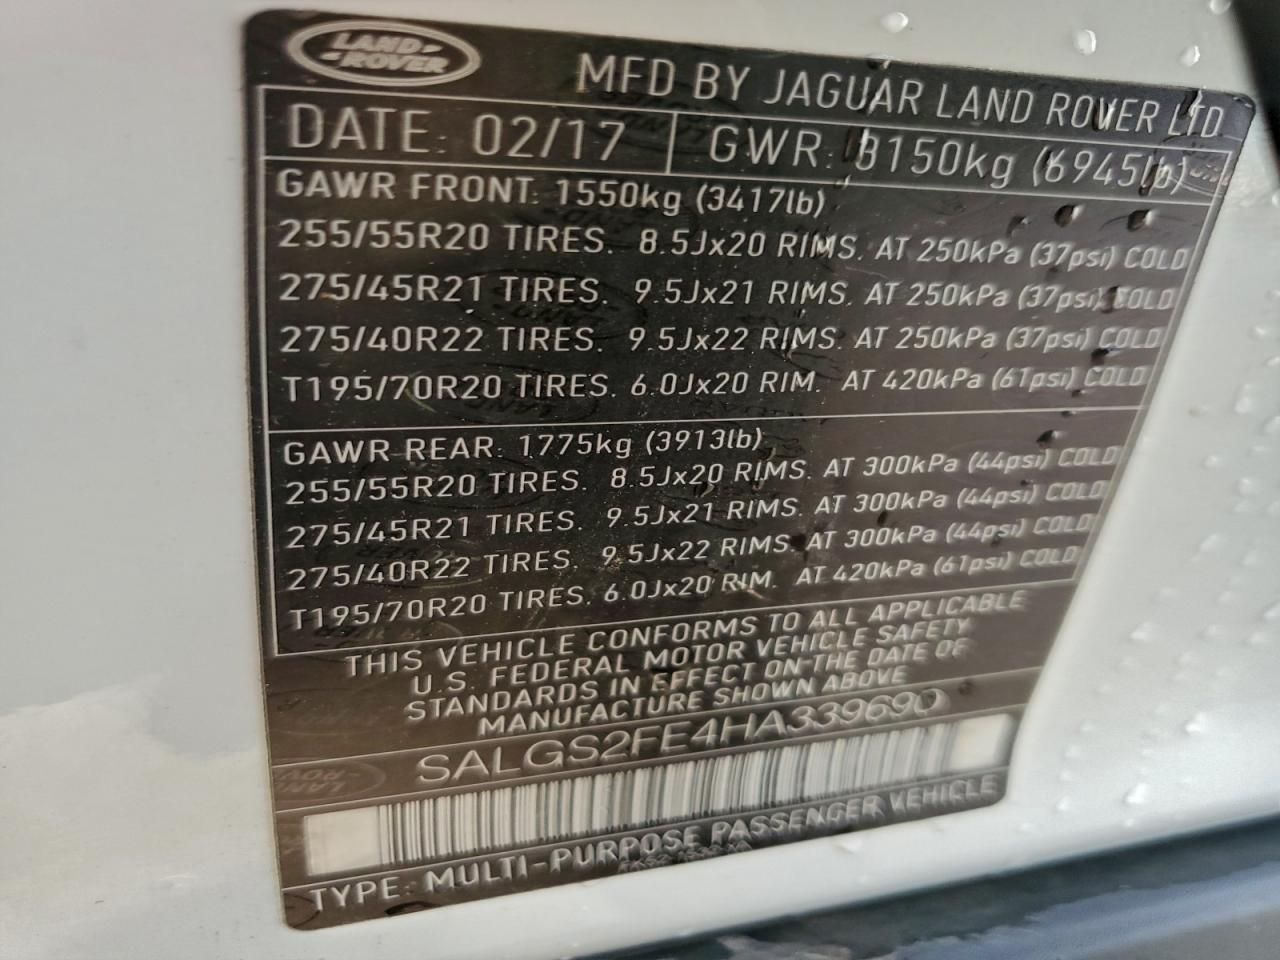 LAND-
-ROVER
MFD BY JAGUAR LAND ROVER LTD
DATE: 02/17 GWR: 3150kg (6945lb)
GAWR FRONT: 1550kg (3417lb)
255/55R20 TIRES. 8.5Jx20 RIMS. AT 250kPa (37psi) COLD
275/45R21 TIRES. 9.5Jx21 RIMS. AT 250kPa (37psi) COLD
275/40R22 TIRES. 9.5Jx22 RIMS. AT 250kPa (37psi) COLD
T195/70R20 TIRES. 6.0Jx20 RIM. AT 420kPa (61psi) COLD
GAWR REAR: 1775kg (3913lb)
255/55R20 TIRES. 8.5Jx20 RIMS. AT 300kPa (44psi) COLD
275/45R21 TIRES. 9.5Jx21 RIMS. AT 300kPa (44psi) COLD
275/40R22 TIRES. 9.5Jx22 RIMS. AT 300kPa (44psi) COLD
T195/70R20 TIRES. 6.0Jx20 RIM. AT 420kPa (61psi) COLD
THIS VEHICLE CONFORMS TO ALL APPLICABLE
U.S. FEDERAL MOTOR VEHICLE SAFETY
STANDARDS IN EFFECT ON THE DATE OF
MANUFACTURE SHOWN ABOVE
SALGS2FE4HA339690
TYPE: MULTI-PURPOSE PASSENGER VEHICLE